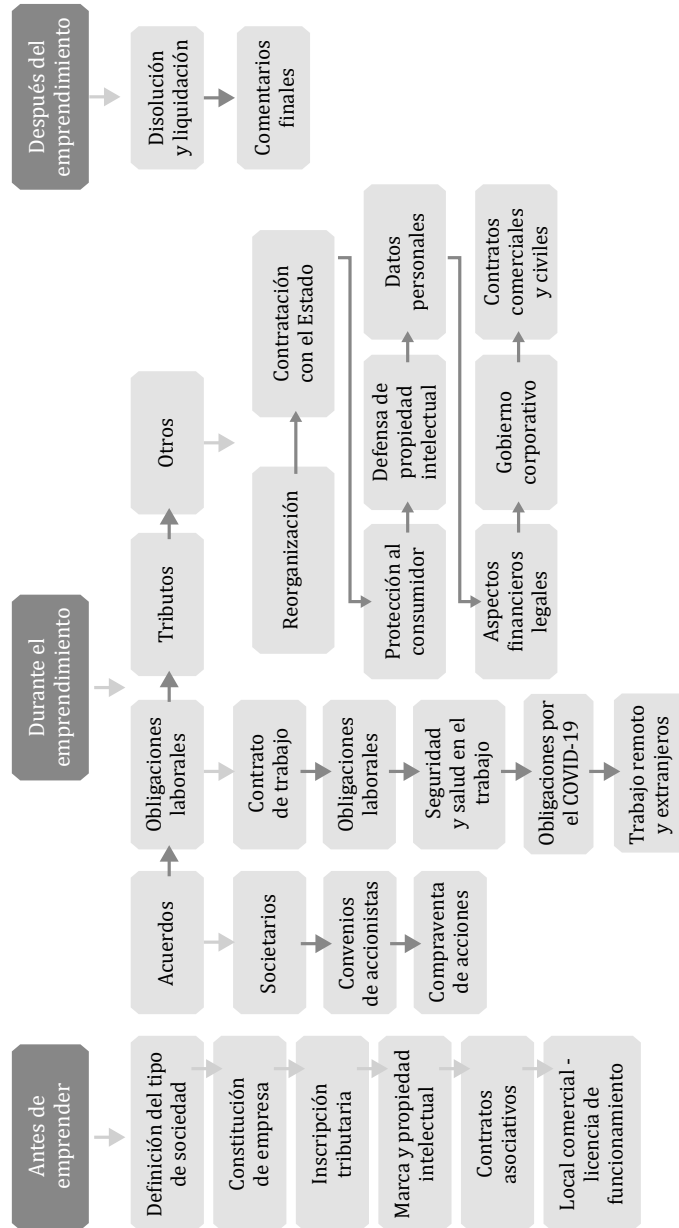 Antes de
emprender
Definición del tipo
de sociedad
Constitución
de empresa
Inscripción
tributaria
Marca y propiedad
intelectual
Contratos
asociativos
Local comercial -
licencia de
funcionamiento
Durante el
emprendimiento
Acuerdos
Societarios
Convenios
de accionistas
Compraventa
de acciones
Obligaciones
laborales
Contrato
de trabajo
Obligaciones
laborales
Seguridad
y salud en el
trabajo
Obligaciones por
el COVID-19
Trabajo remoto
y extranjeros
Tributos
Otros
Reorganización
Contratación
con el Estado
Protección al
consumidor
Defensa de
propiedad
intelectual
Datos
personales
Aspectos
financieros
legales
Gobierno
corporativo
Contratos
comerciales
y civiles
Después del
emprendimiento
Disolución
y liquidación
Comentarios
finales